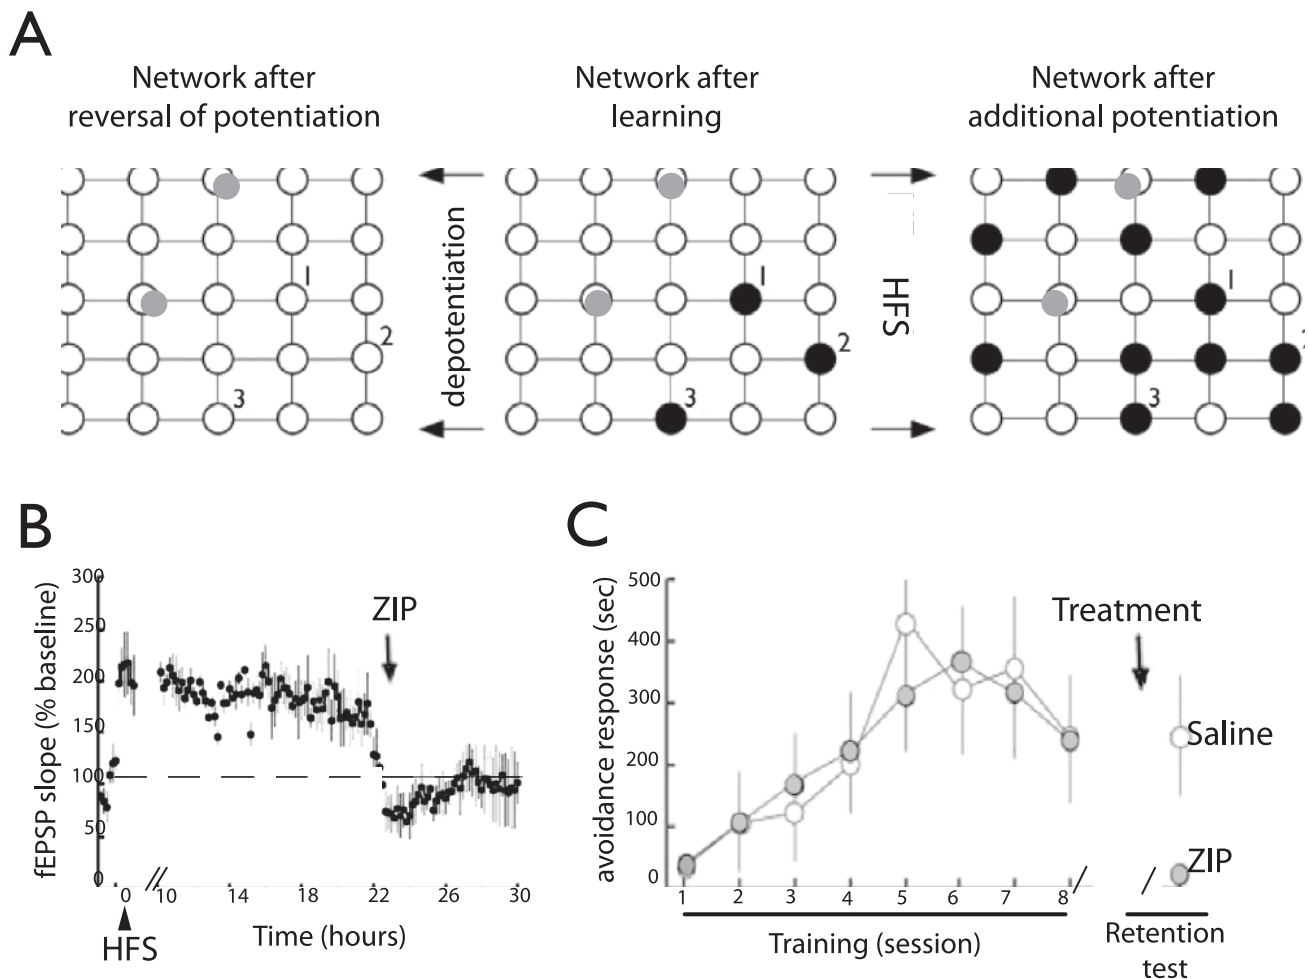 A
Network after
reversal of potentiation
Network after
learning
Network after
additional potentiation
1
2
3
depotentiation
1
2
3
HFS
1
3
B
fEPSP slope (% baseline)
300
250
200
150
100
50
0
ZIP
0
10
14
18
22
26
30
HFS
Time (hours)
C
avoidance response (sec)
500
400
300
200
100
0
Treatment
Saline
ZIP
1
2
3
4
5
6
7
8
Training (session)
Retention
test